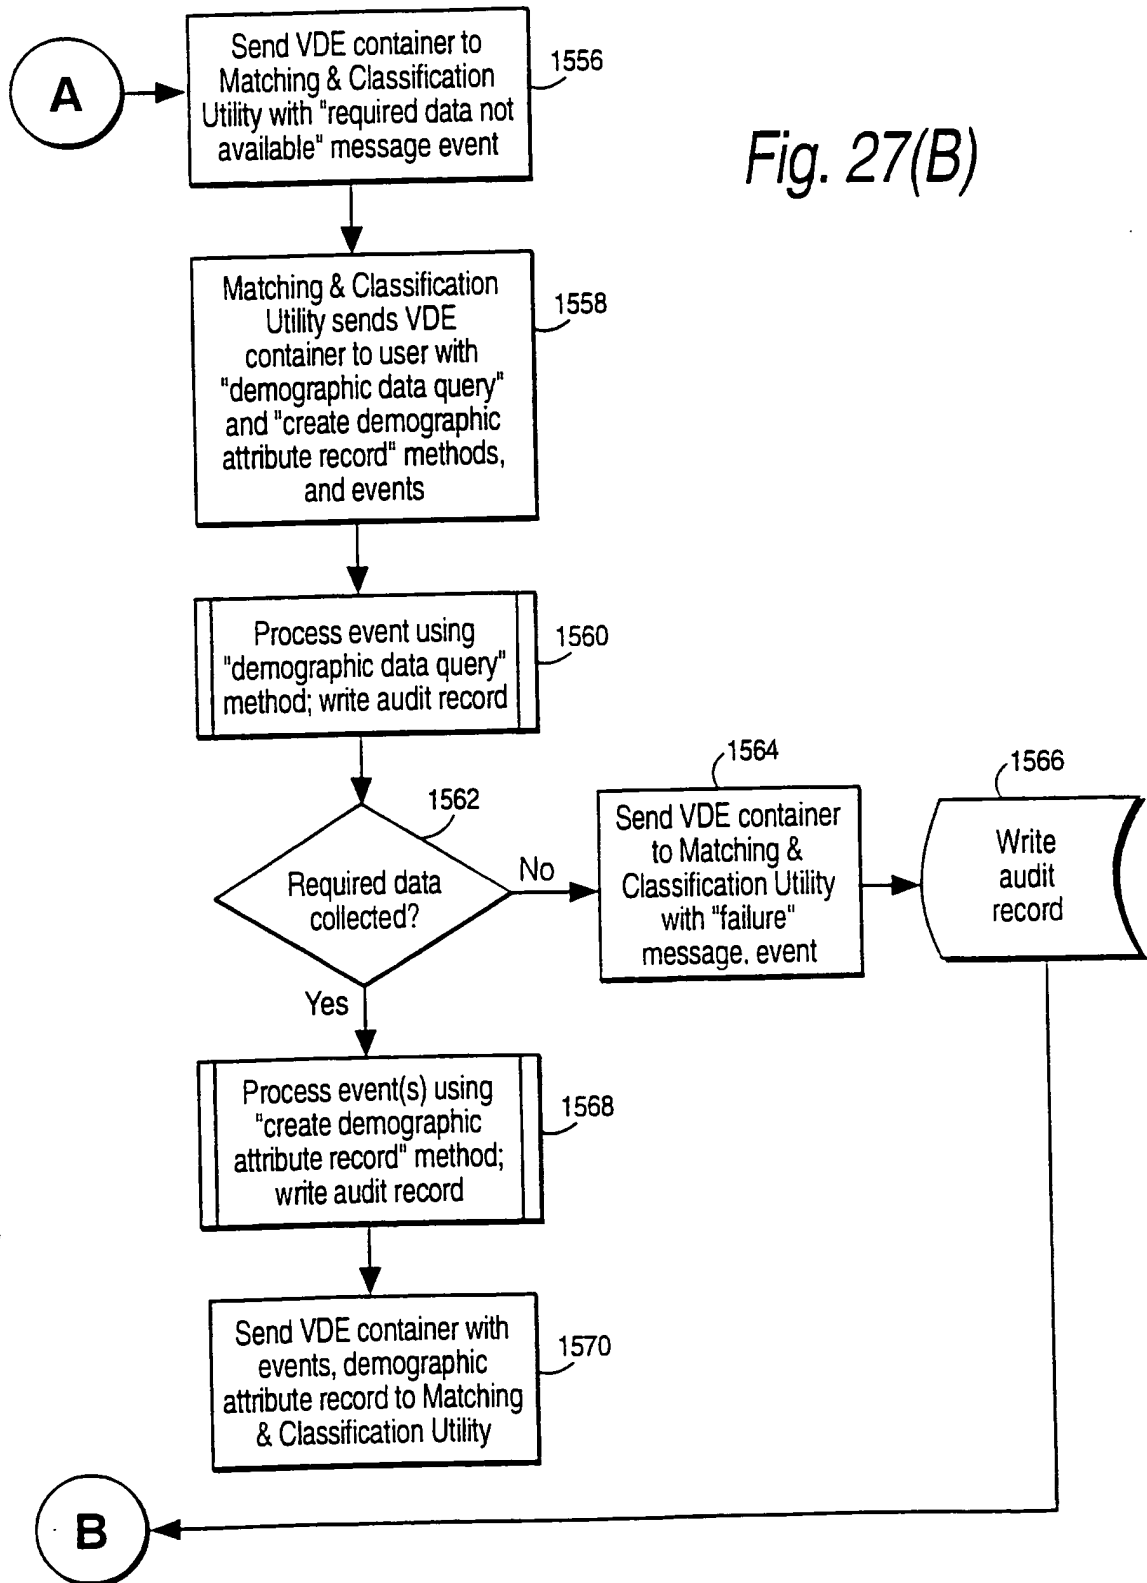 A
Send VDE container to
Matching & Classification
Utility with "required data not
available" message event
1556
Fig. 27(B)
Matching & Classification
Utility sends VDE
container to user with
"demographic data query"
and "create demographic
attribute record" methods,
and events
1558
Process event using
"demographic data query"
method; write audit record
1560
1562
Required data
collected?
No
Yes
1564
Send VDE container
to Matching &
Classification Utility
with "failure"
message. event
1566
Write
audit
record
Process event(s) using
"create demographic
attribute record" method;
write audit record
1568
Send VDE container with
events, demographic
attribute record to Matching
& Classification Utility
1570
B